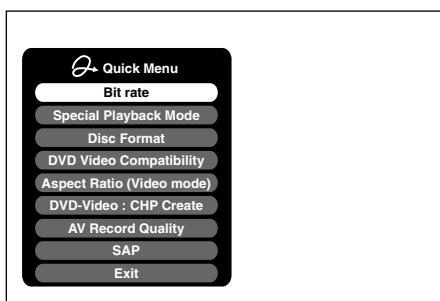 Quick Menu
Bit rate
Special Playback Mode
Disc Format
DVD Video Compatibility
Aspect Ratio (Video mode)
DVD-Video : CHP Create
AV Record Quality
SAP
Exit